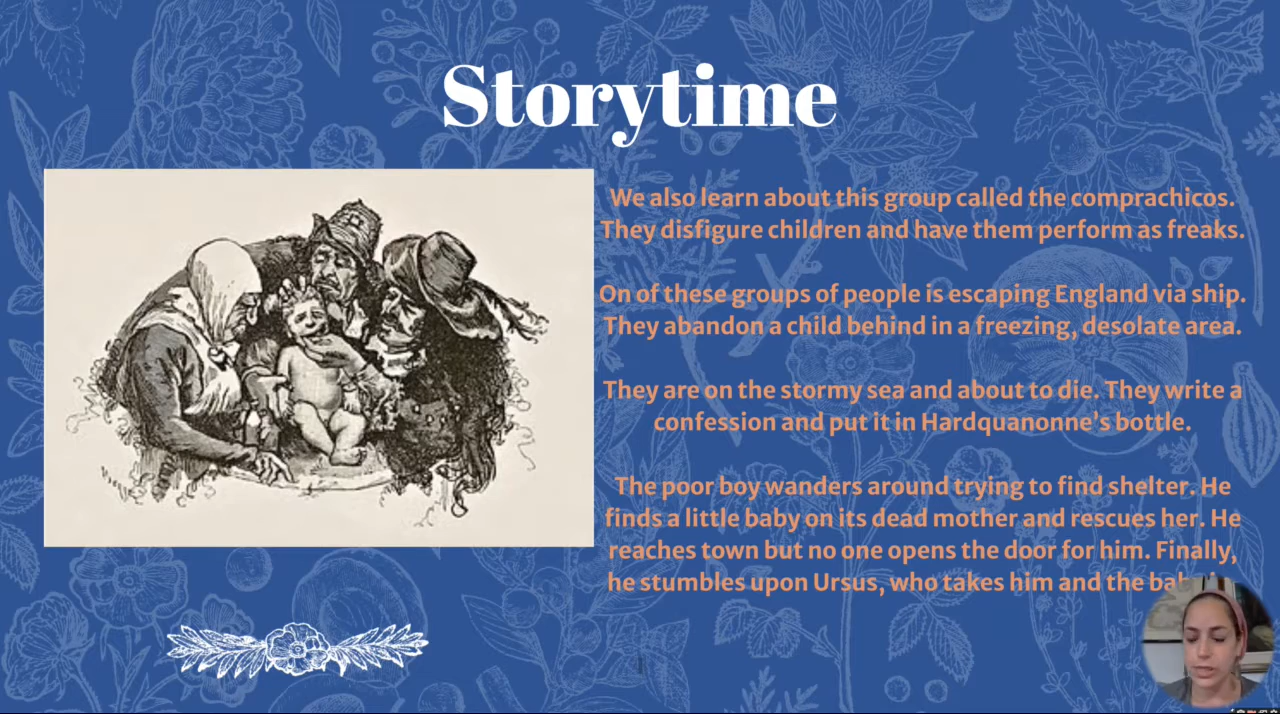 Storytime
We also learn about this group called the comprachicos.
They disfigure children and have them perform as freaks.
On of these groups of people is escaping England via ship.
They abandon a child behind in a freezing, desolate area.
They are on the stormy sea and about to die. They write a
confession and put it in Hardquanonne’s bottle.
The poor boy wanders around trying to find shelter. He
finds a little baby on its dead mother and rescues her. He
reaches town but no one opens the door for him. Finally,
he stumbles upon Ursus, who takes him and the